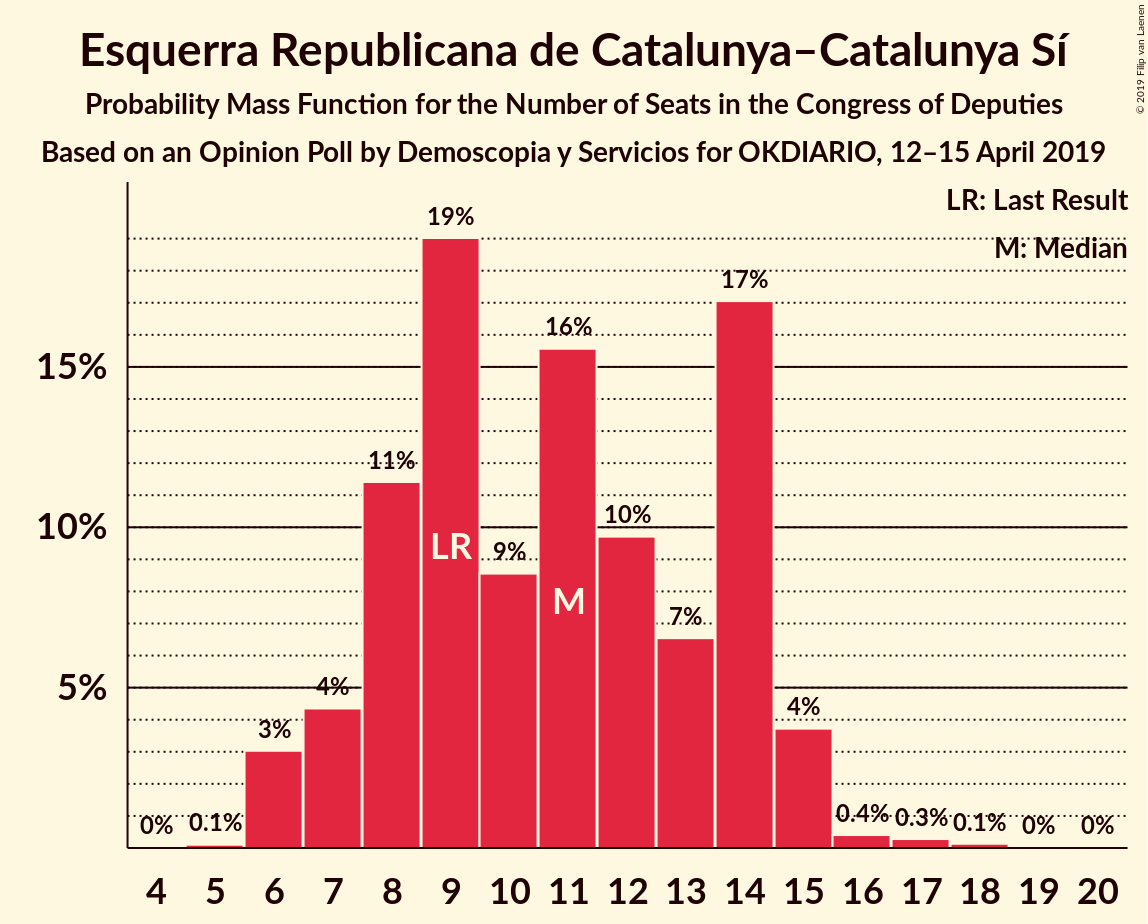 Esquerra Republicana de Catalunya–Catalunya Sí
Probability Mass Function for the Number of Seats in the Congress of Deputies
Based on an Opinion Poll by Demoscopia y Servicios for OKDIARIO, 12–15 April 2019
© 2019 Filip van Laenen
LR: Last Result
M: Median
15%
10%
5%
0%
0.1%
3%
4%
11%
19%
9%
16%
10%
7%
17%
4%
0.4%
0.3%
0.1%
0%
0%
LR
M
4 5 6 7 8 9 10 11 12 13 14 15 16 17 18 19 20